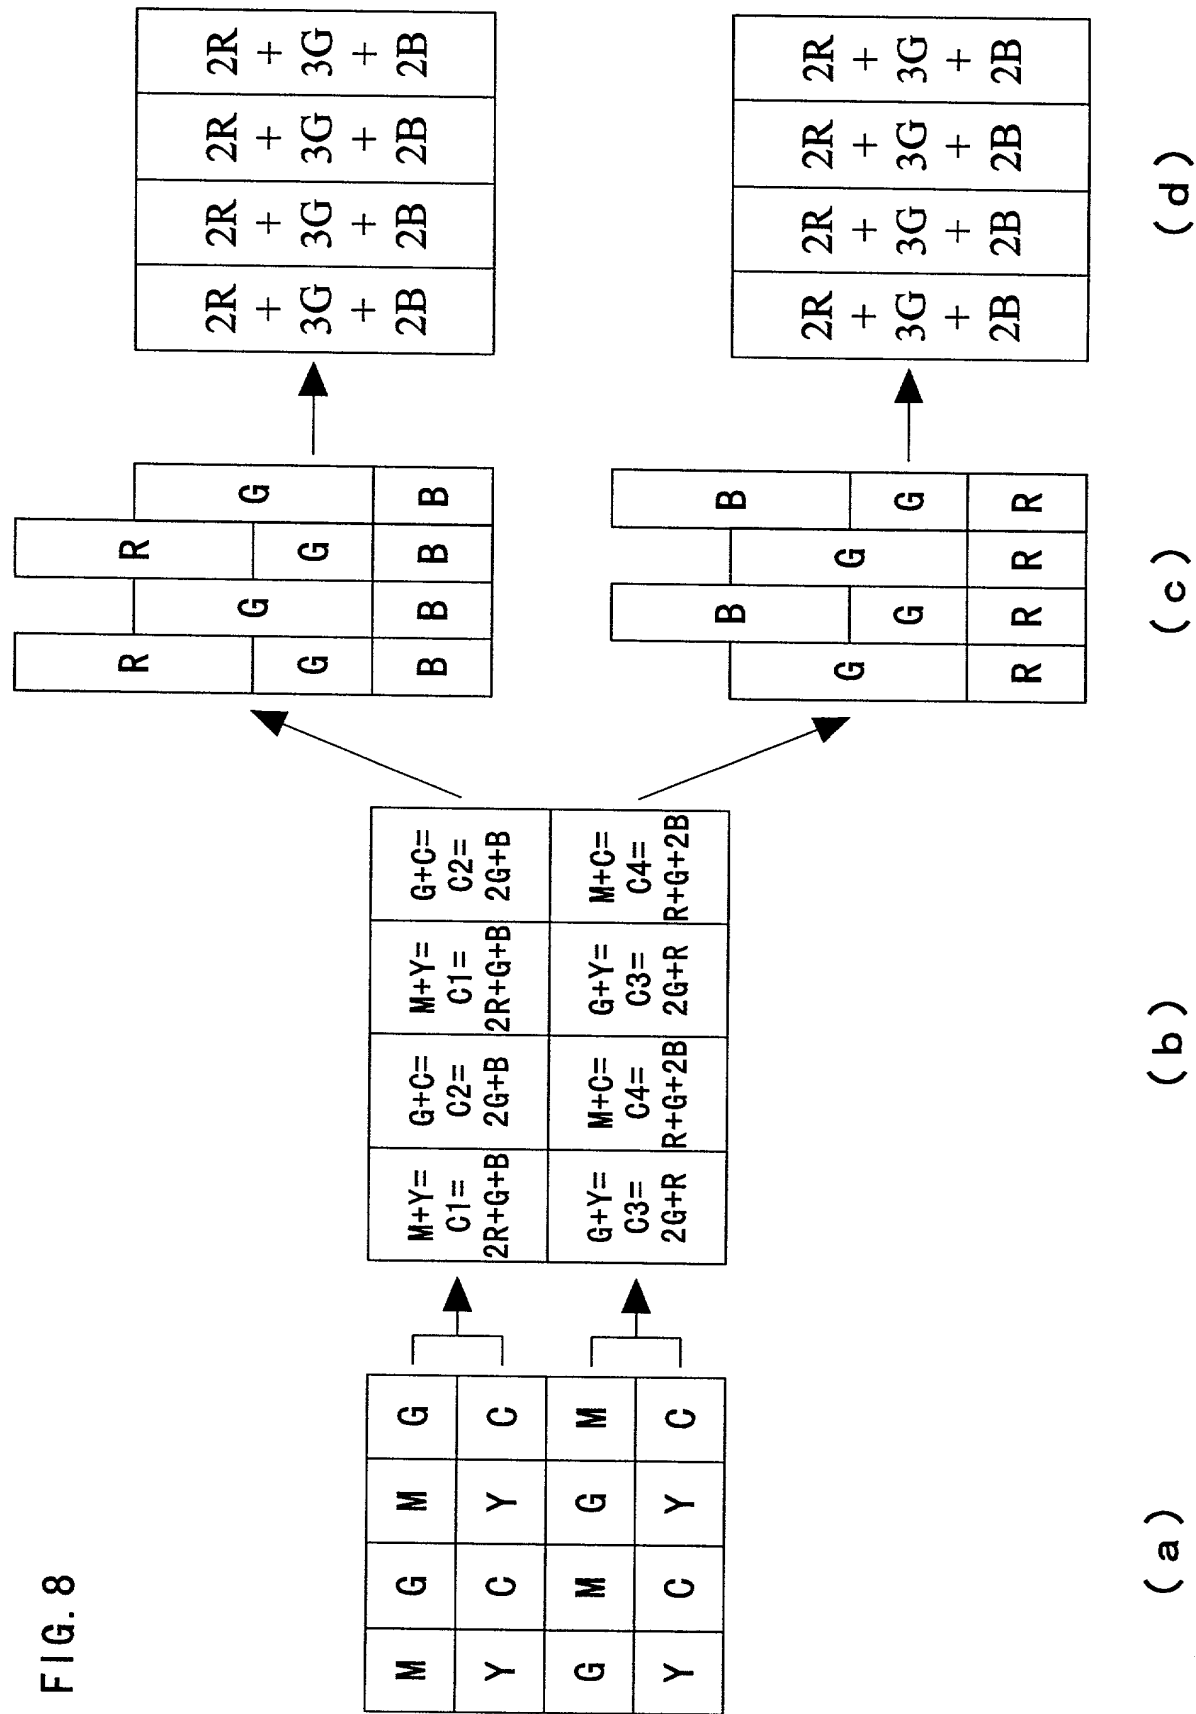 FIG. 8
M G M G
Y C Y C
G M G M
Y C Y C
(a)
M+Y= G+C= M+Y= G+C=
C1= C2= C1= C2=
2R+G+B 2G+B 2R+G+B 2G+B
G+Y= M+C= G+Y= M+C=
C3= C4= C3= C4=
2G+R R+G+2B 2G+R R+G+2B
(b)
R R
G G G G
B B B B
B B
G G G G
R R R R
(c)
2R 2R 2R 2R
+ + + +
3G 3G 3G 3G
+ + + +
2B 2B 2B 2B
2R 2R 2R 2R
+ + + +
3G 3G 3G 3G
+ + + +
2B 2B 2B 2B
(d)